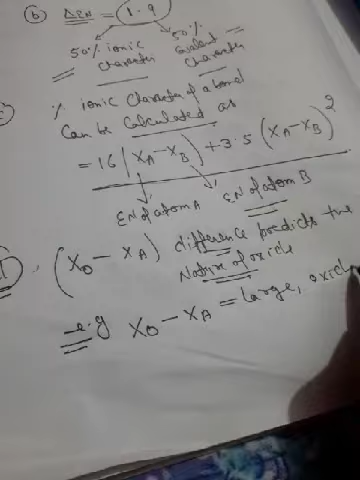 (b) ΔEN = 1.9
50% ionic character
50% covalent character
% ionic character of a bond
can be calculated as
= 16 |XA - XB| + 3.5 (XA - XB)²
EN of atom A
EN of atom B
(XO - XA) difference predicts the
Nature of oxide
e.g XO - XA = large, oxide